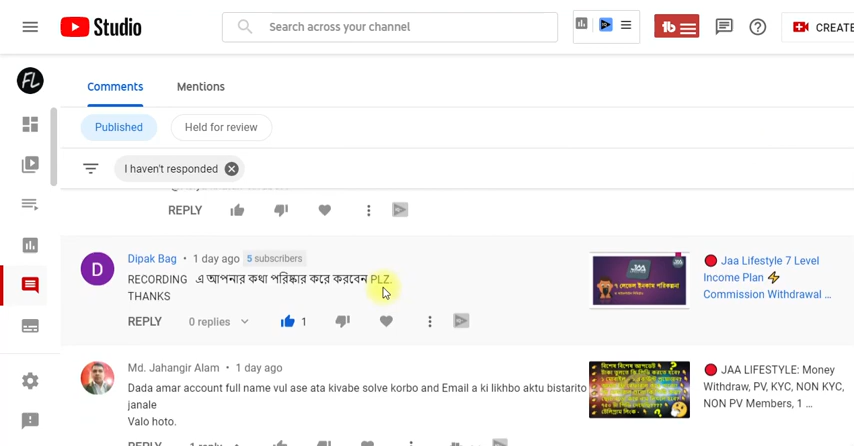 Studio
Search across your channel
tb
CREATE
FL
Comments
Mentions
Published
Held for review
I haven't responded
REPLY
D
Dipak Bag • 1 day ago 5 subscribers
RECORDING এ আপনার কথা পরিষ্কার করে করবেন PLZ.
THANKS
REPLY 0 replies 1
Jaa Lifestyle 7 Level
Income Plan ⚡
Commission Withdrawal ...
Md. Jahangir Alam • 1 day ago
Dada amar account full name vul ase ata kivabe solve korbo and Email a ki likhbo aktu bistarito
janale
Valo hoto.
JAA LIFESTYLE: Money
Withdraw, PV, KYC, NON KYC,
NON PV Members, 1 ...
REPLY 1 reply